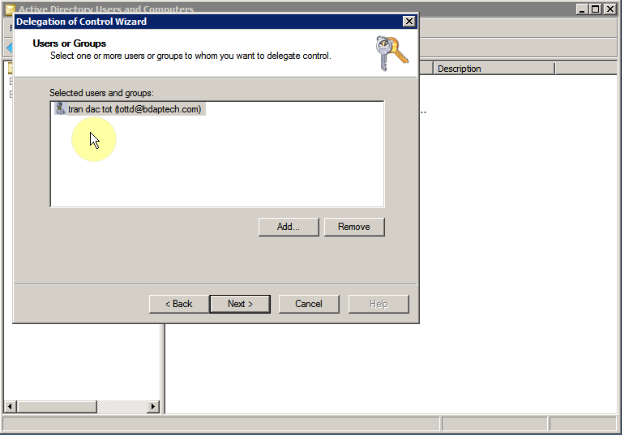 Active Directory Users and Computers
Delegation of Control Wizard
Users or Groups
Select one or more users or groups to whom you want to delegate control.
Description
Selected users and groups:
tran dac tot (tottd@bdaptech.com)
..
Add...
Remove
< Back
Next >
Cancel
Help